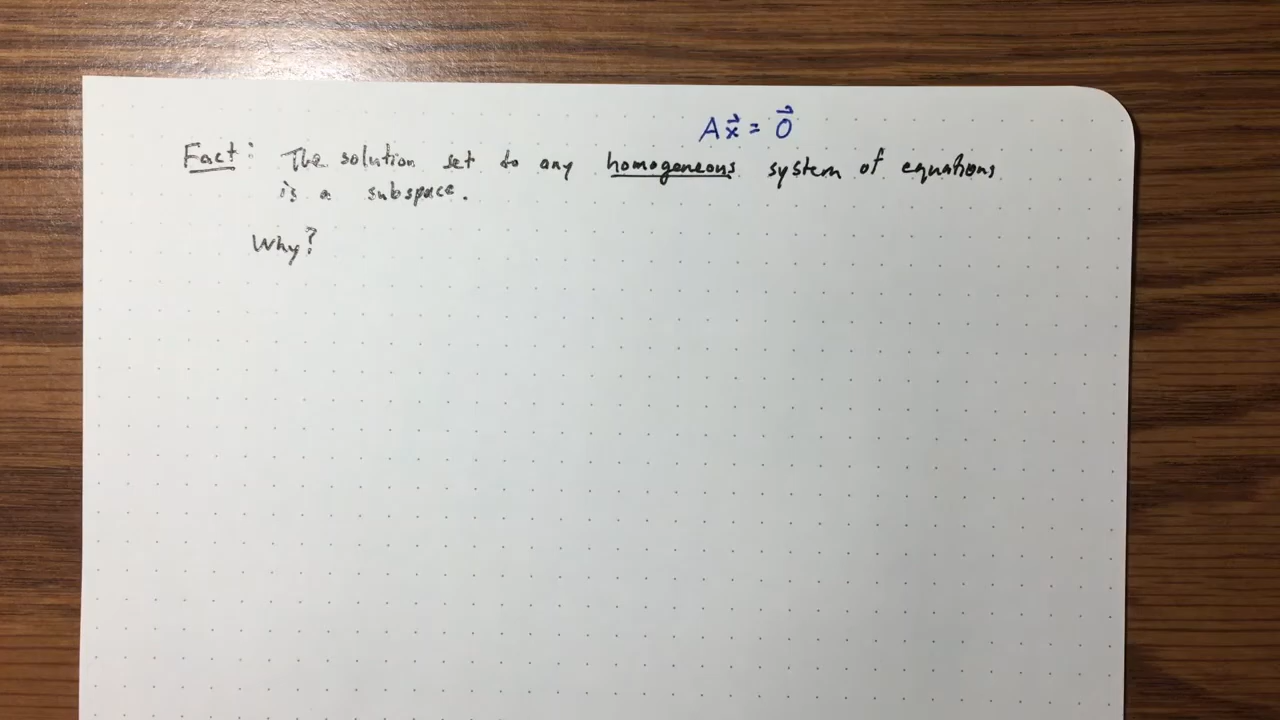 A x⃗ = 0⃗
Fact: The solution set to any homogeneous system of equations
is a subspace.
Why?